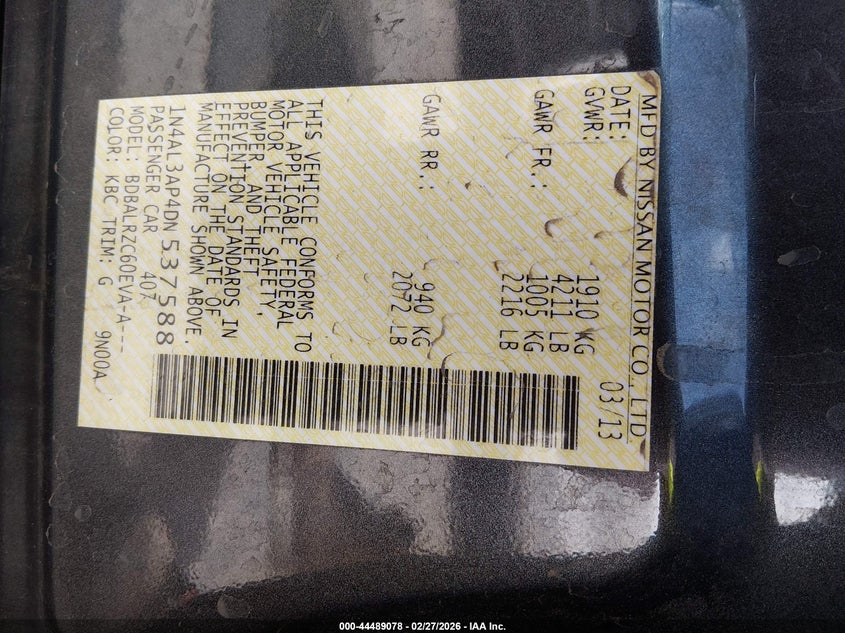 MFD BY NISSAN MOTOR CO., LTD.
DATE: 03/13
GVWR: 1910 KG
4211 LB
GAWR FR.: 1005 KG
2216 LB
GAWR RR.: 940 KG
2072 LB
THIS VEHICLE CONFORMS TO
ALL APPLICABLE FEDERAL
MOTOR VEHICLE SAFETY,
BUMPER AND THEFT
PREVENTION STANDARDS IN
EFFECT ON THE DATE OF
MANUFACTURE SHOWN ABOVE.
1N4AL3AP4DN537588
PASSENGER CAR 407
MODEL: BDBALRZC60EVA-A---
COLOR: KBC TRIM: G 9N00A
000-44489078 - 02/27/2026 - IAA Inc.